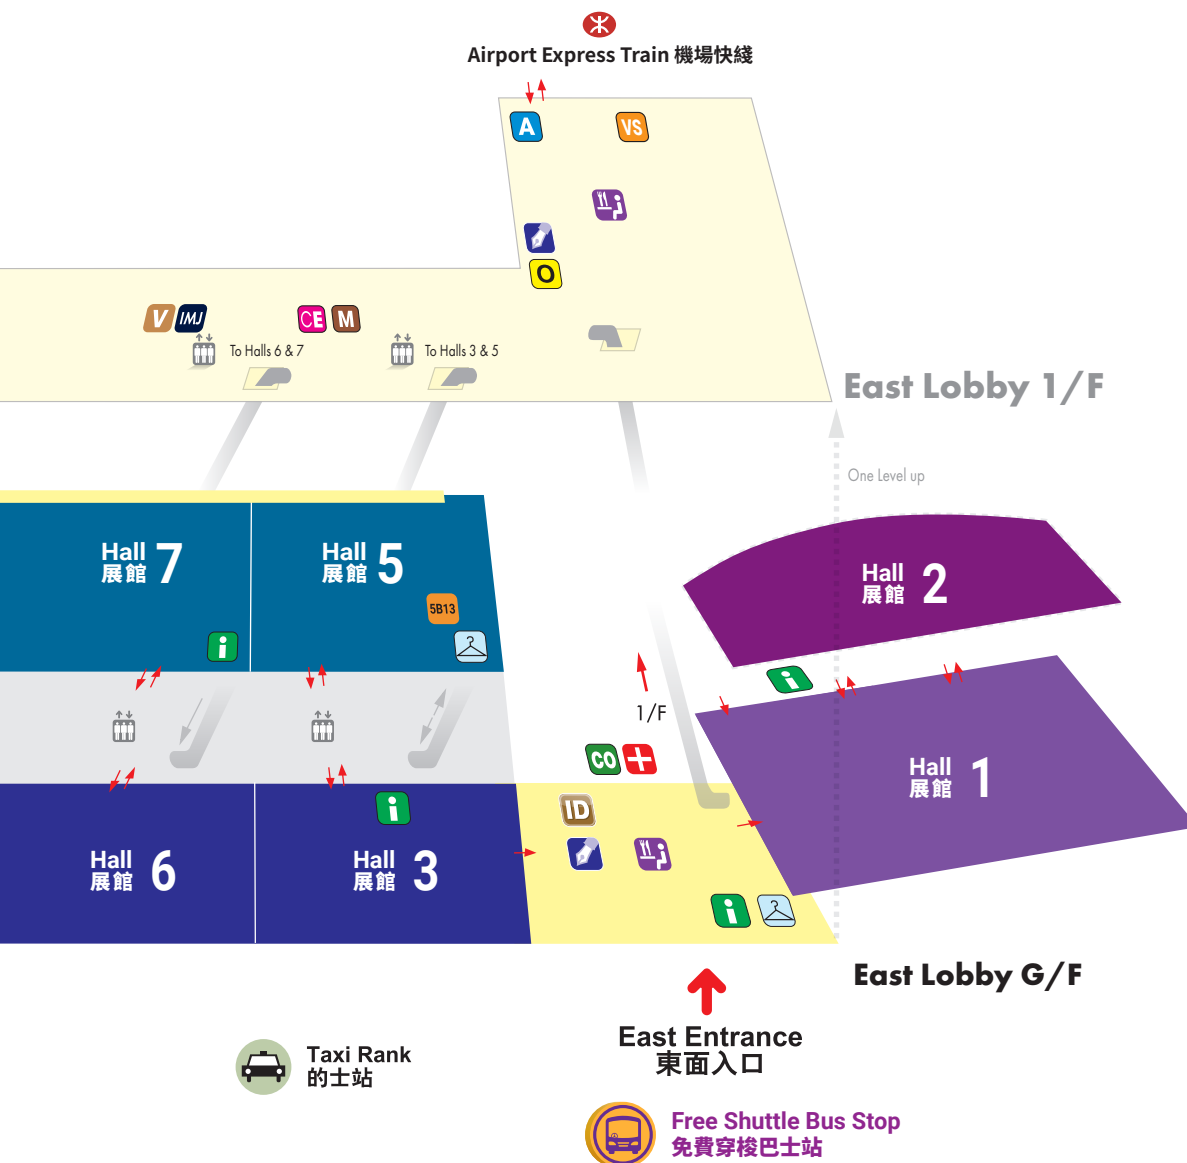 Airport Express Train 機場快綫
A
VS
O
V
IMJ
CE
M
To Halls 6 & 7
To Halls 3 & 5
East Lobby 1/F
One Level up
Hall
展館
7
Hall
展館
5
5B13
i
Hall
展館
2
i
1/F
Hall
展館
1
CO
i
ID
Hall
展館
6
Hall
展館
3
i
East Lobby G/F
East Entrance
東面入口
Taxi Rank
的士站
Free Shuttle Bus Stop
免費穿梭巴士站